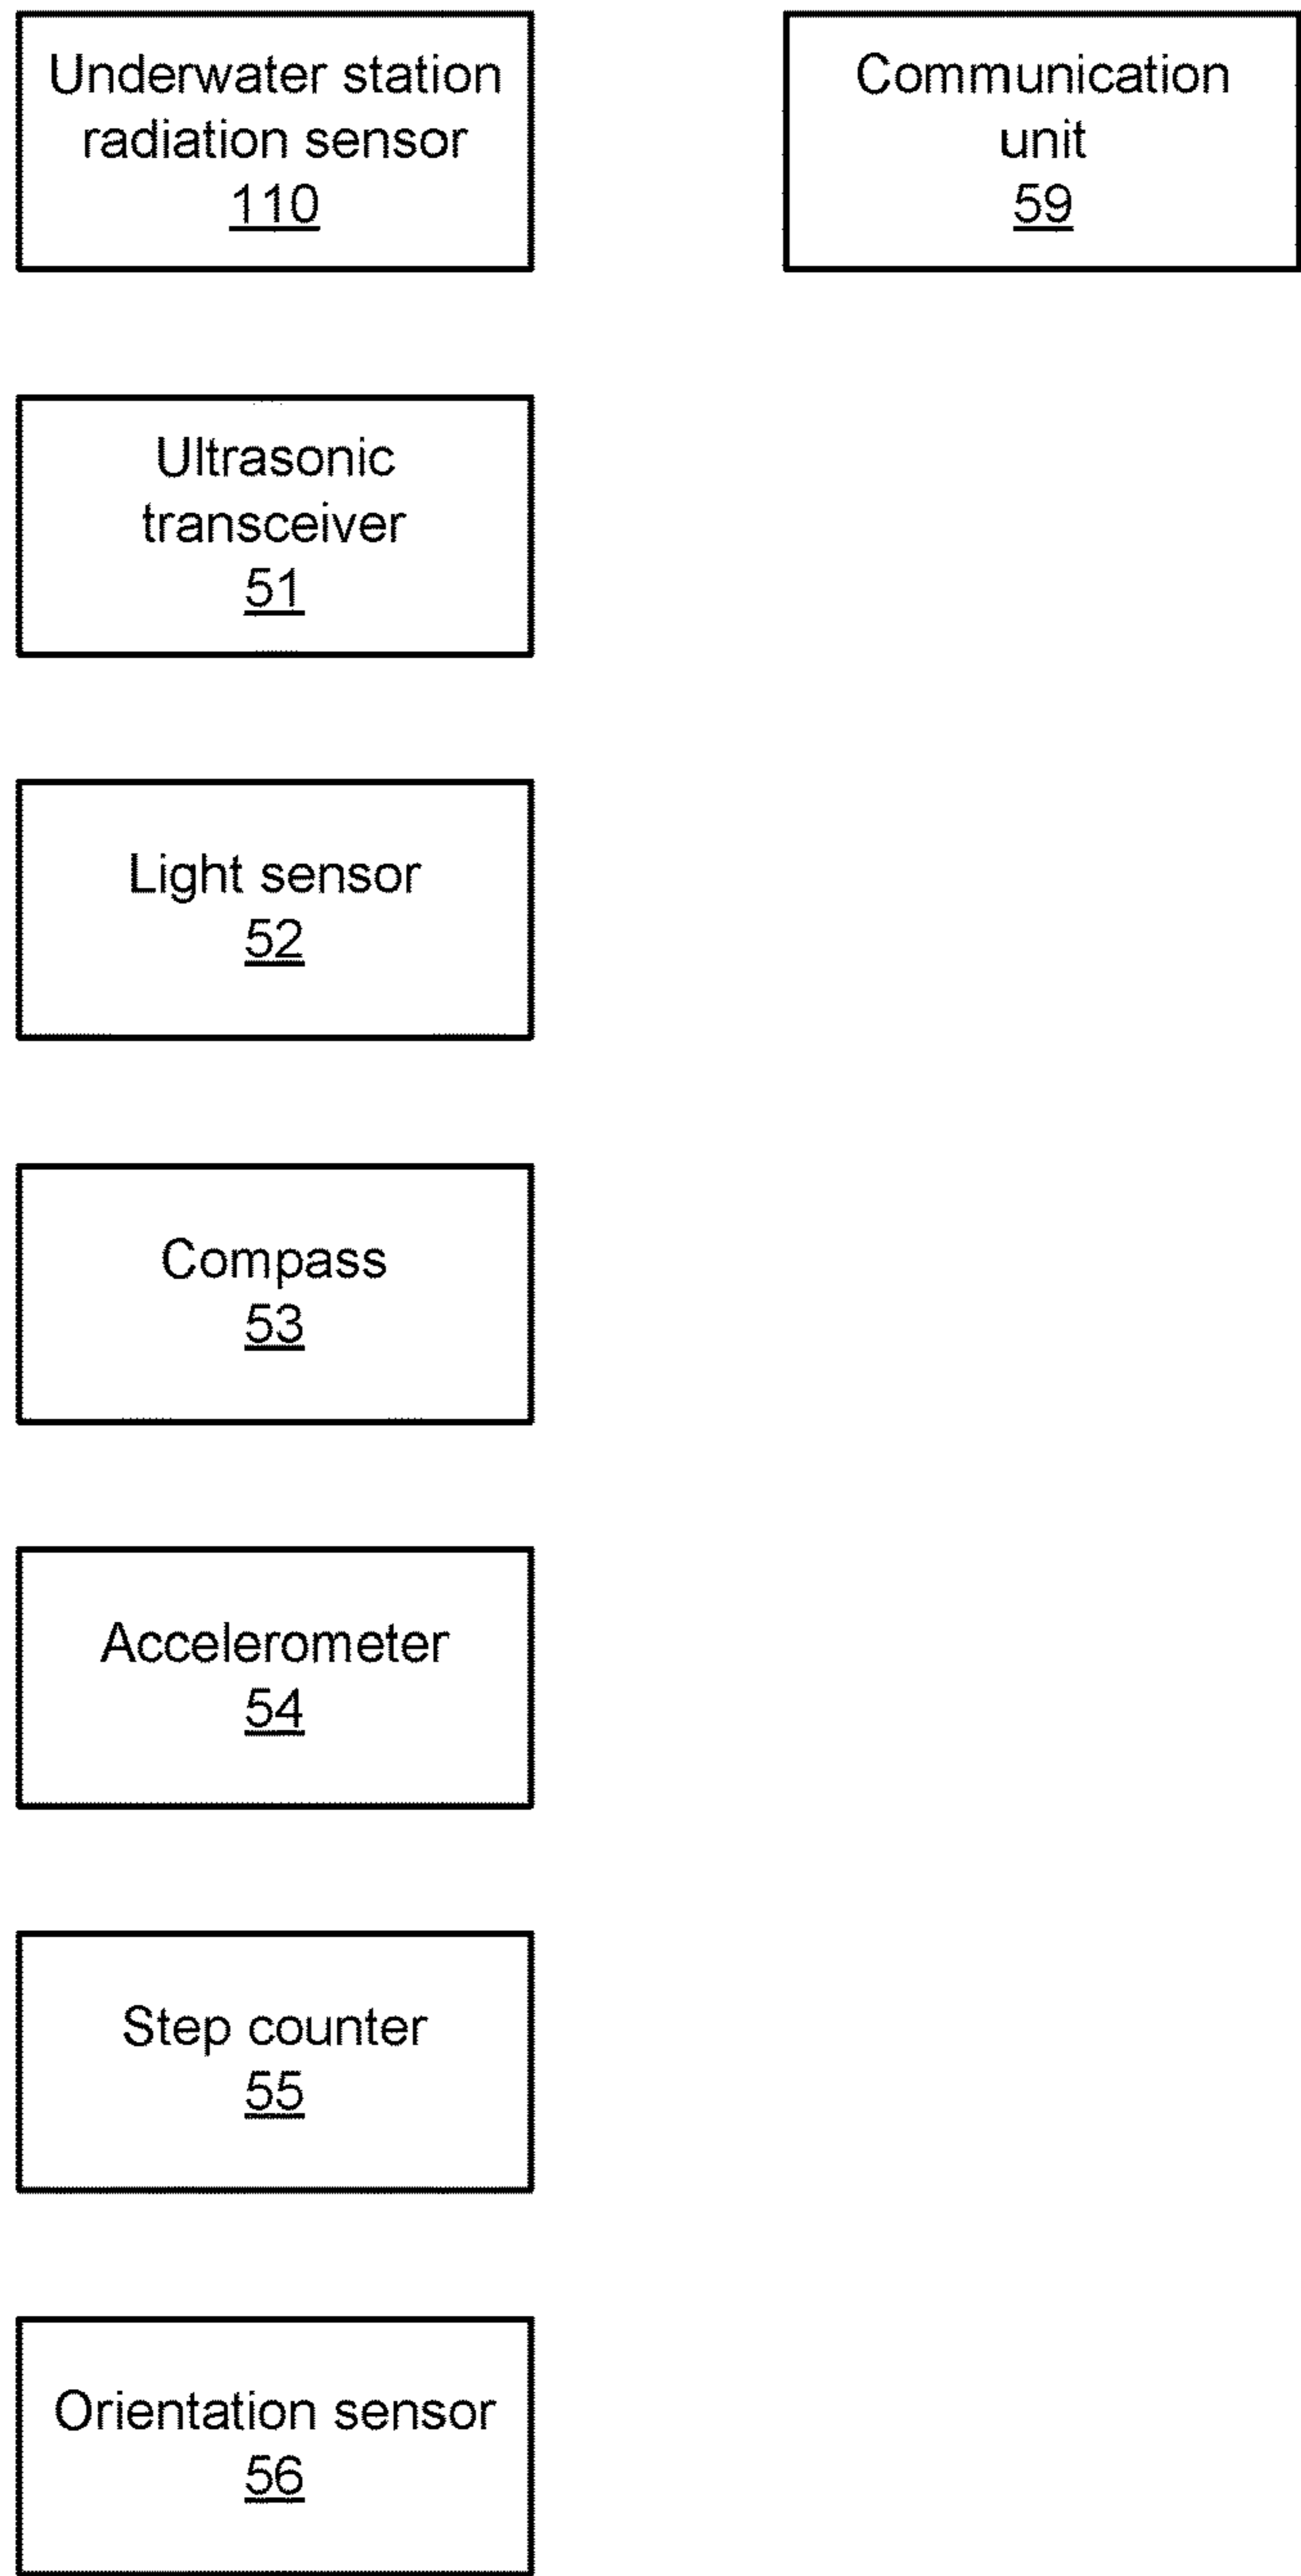 Underwater station
radiation sensor
110
Communication
unit
59
Ultrasonic
transceiver
51
Light sensor
52
Compass
53
Accelerometer
54
Step counter
55
Orientation sensor
56